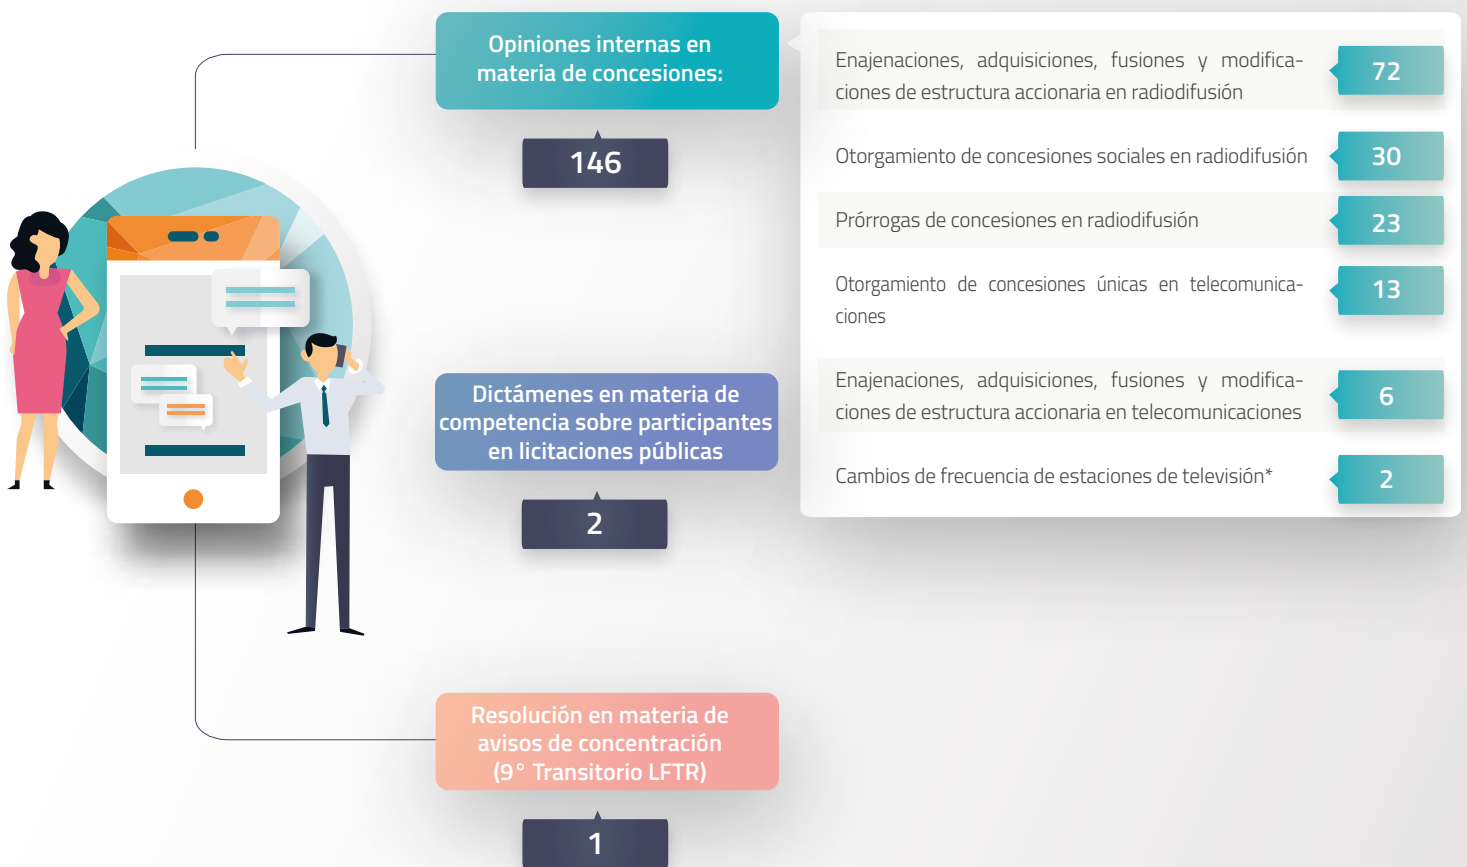 Opiniones internas en
materia de concesiones:
146
Enajenaciones, adquisiciones, fusiones y modifica-
ciones de estructura accionaria en radiodifusión
72
Otorgamiento de concesiones sociales en radiodifusión
30
Prórrogas de concesiones en radiodifusión
23
Otorgamiento de concesiones únicas en telecomunica-
ciones
13
Enajenaciones, adquisiciones, fusiones y modifica-
ciones de estructura accionaria en telecomunicaciones
6
Cambios de frecuencia de estaciones de televisión*
2
Dictámenes en materia de
competencia sobre participantes
en licitaciones públicas
2
Resolución en materia de
avisos de concentración
(9° Transitorio LFTR)
1